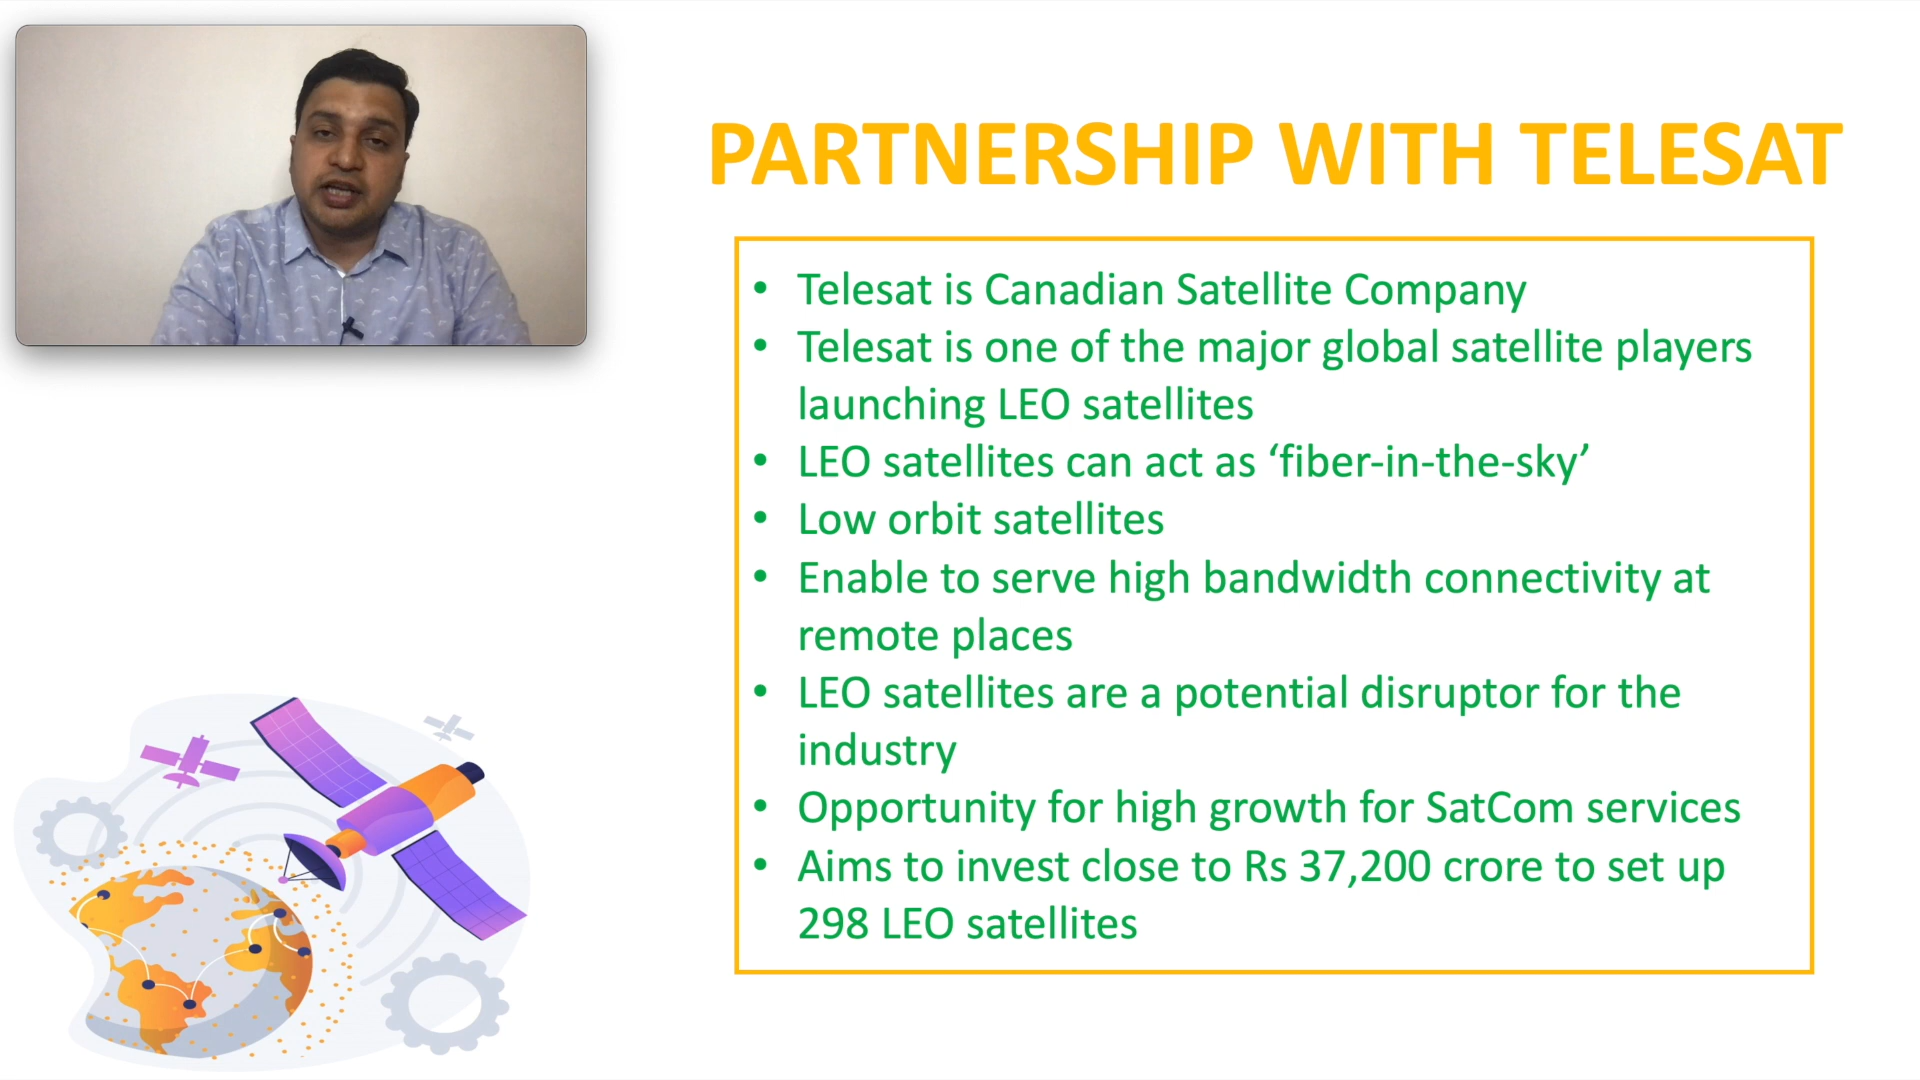 PARTNERSHIP WITH TELESAT
• Telesat is Canadian Satellite Company
• Telesat is one of the major global satellite players
launching LEO satellites
• LEO satellites can act as ‘fiber-in-the-sky’
• Low orbit satellites
• Enable to serve high bandwidth connectivity at
remote places
• LEO satellites are a potential disruptor for the
industry
• Opportunity for high growth for SatCom services
• Aims to invest close to Rs 37,200 crore to set up
298 LEO satellites